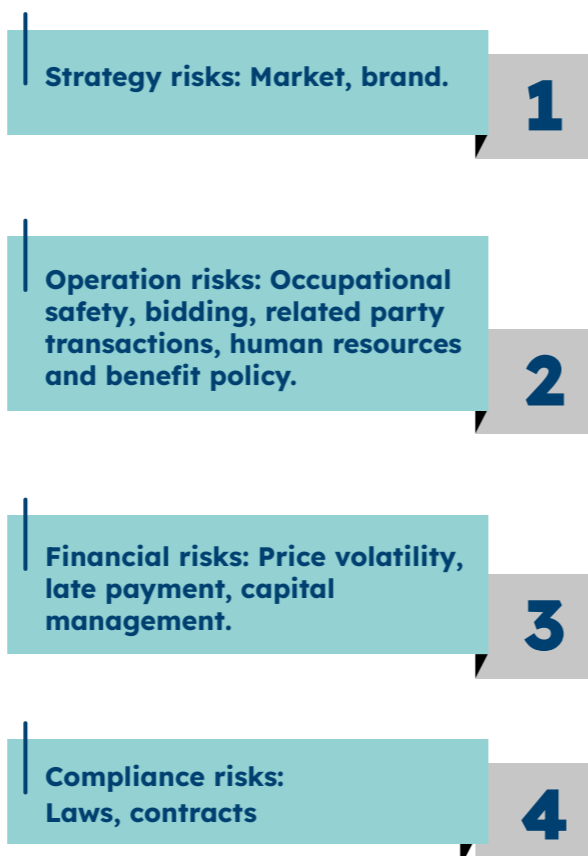 Strategy risks: Market, brand.
1
Operation risks: Occupational
safety, bidding, related party
transactions, human resources
and benefit policy.
2
Financial risks: Price volatility,
late payment, capital
management.
3
Compliance risks:
Laws, contracts
4